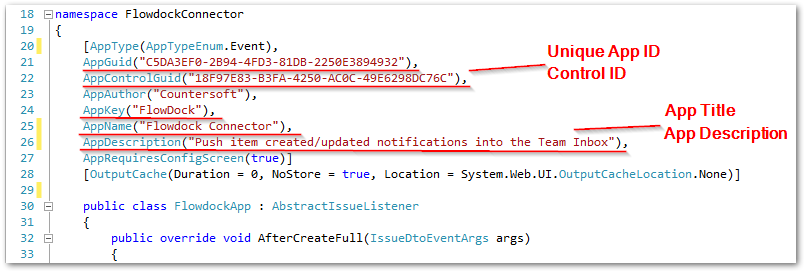 18 namespace FlowdockConnector
19 {
20 [AppType(AppTypeEnum.Event),
21 AppGuid("C5DA3EF0-2B94-4FD3-81DB-2250E3894932"),
22 AppControlGuid("18F97E83-B3FA-4250-AC0C-49E6298DC76C"),
23 AppAuthor("Countersoft"),
24 AppKey("FlowDock"),
25 AppName("Flowdock Connector"),
26 AppDescription("Push item created/updated notifications into the Team Inbox"),
27 AppRequiresConfigScreen(true)]
28 [OutputCache(Duration = 0, NoStore = true, Location = System.Web.UI.OutputCacheLocation.None)]
29
30 public class FlowdockApp : AbstractIssueListener
31 {
32 public override void AfterCreateFull(IssueDtoEventArgs args)
33 {
Unique App ID
Control ID
App Title
App Description